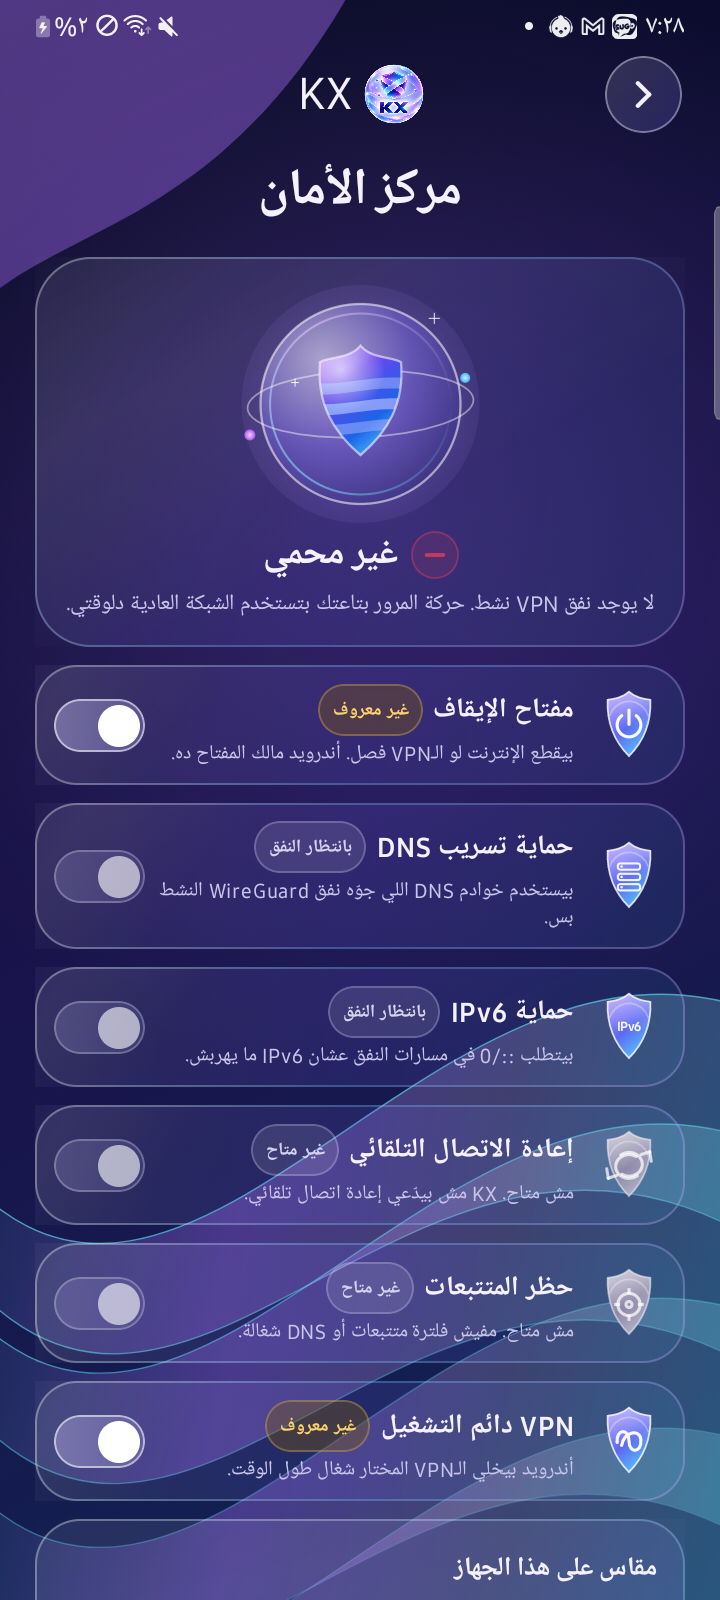 ٧:٢٨
%٢
KX
KX
مركز الأمان
غير محمي
لا يوجد نفق VPN نشط. حركة المرور بتاعتك بتستخدم الشبكة العادية دلوقتي.
مفتاح الإيقاف
غير معروف
بيقطع الإنترنت لو الـVPN فصل. أندرويد مالك المفتاح ده.
حماية تسريب DNS
بانتظار النفق
بيستخدم خوادم DNS اللي جوّه نفق WireGuard النشط
بس.
حماية IPv6
بانتظار النفق
IPv6
بيتطلب ::/0 في مسارات النفق عشان IPv6 ما يهربش.
إعادة الاتصال التلقائي
غير متاح
مش متاح. KX مش بيدّعي إعادة اتصال تلقائي.
حظر المتتبعات
غير متاح
مش متاح. مفيش فلترة متتبعات أو DNS شغالة.
VPN دائم التشغيل
غير معروف
أندرويد بيخلي الـVPN المختار شغال طول الوقت.
مقاس على هذا الجهاز